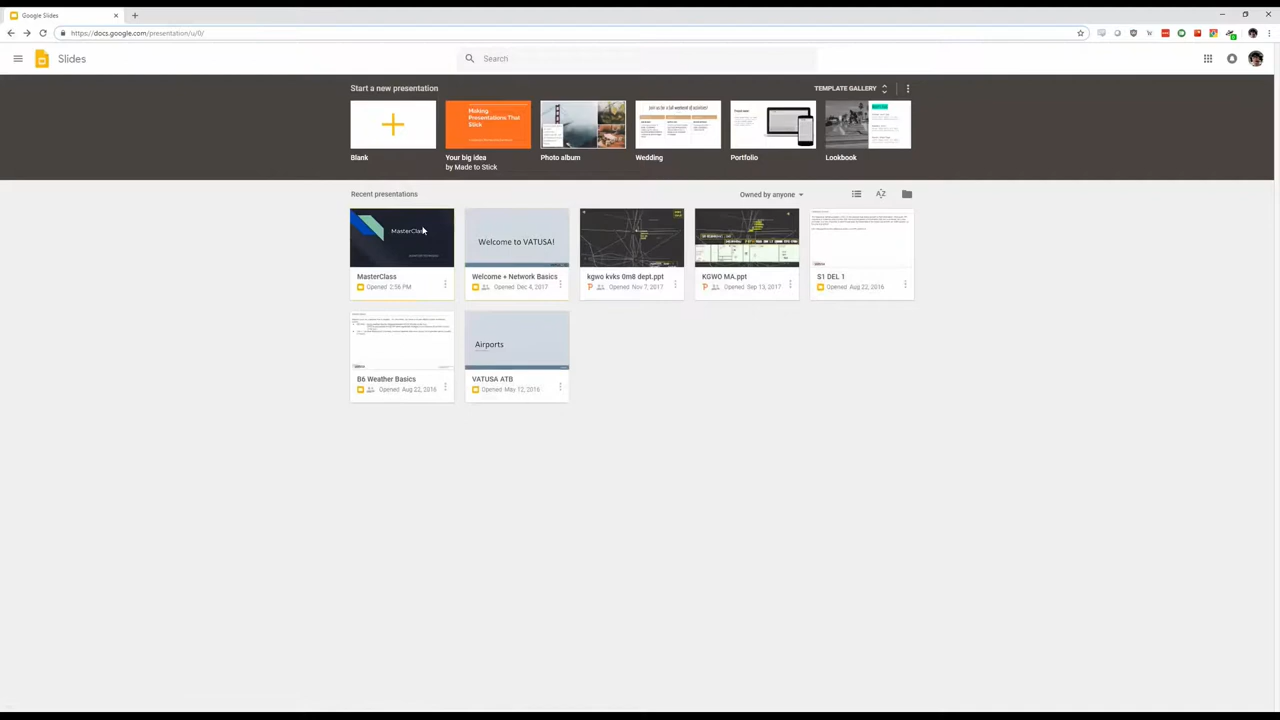 Google Slides
https://docs.google.com/presentation/u/0/
Slides
Search
Start a new presentation
TEMPLATE GALLERY
Making Presentations That Stick
Blank
Your big idea
by Made to Stick
Photo album
Wedding
Portfolio
Lookbook
Recent presentations
Owned by anyone
MasterClass
Welcome to VATUSA!
MasterClass
Opened 2:56 PM
Welcome + Network Basics
Opened Dec 4, 2017
kgwo kvks 0m8 dept.ppt
Opened Nov 7, 2017
KGWO MA.ppt
Opened Sep 13, 2017
S1 DEL 1
Opened Aug 22, 2016
Airports
B6 Weather Basics
Opened Aug 22, 2016
VATUSA ATB
Opened May 12, 2016